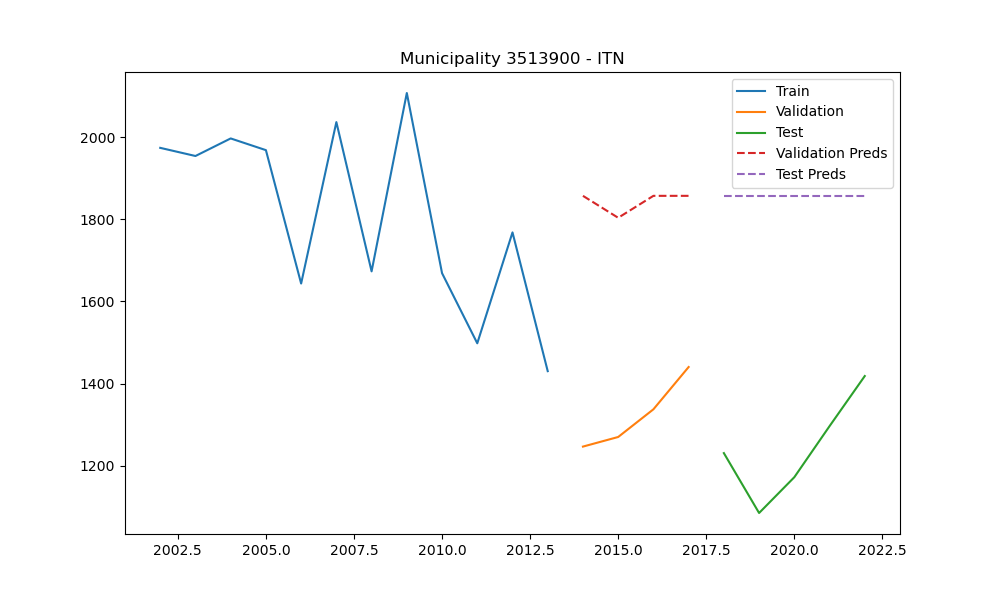 Municipality 3513900 - ITN
Train
Validation
Test
Validation Preds
Test Preds
2000
1800
1600
1400
1200
2002.5 2005.0 2007.5 2010.0 2012.5 2015.0 2017.5 2020.0 2022.5